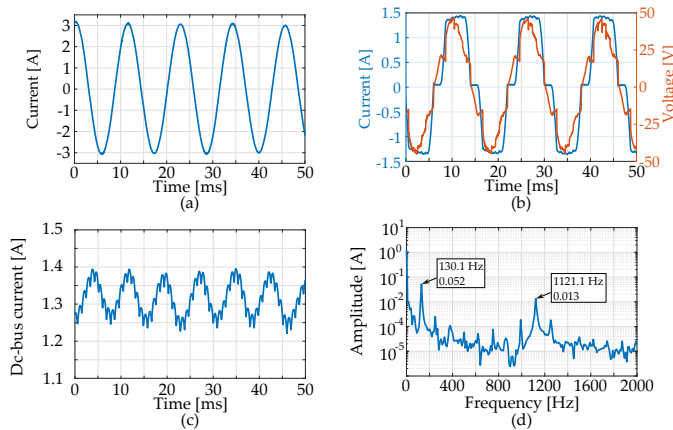 Current [A]
3
2
1
0
-1
-2
-3
0 10 20 30 40 50
Time [ms]
(a)
Current [A]
1.5
1
0.5
0
-0.5
-1
-1.5
50
25
0
-25
-50
Voltage [V]
0 10 20 30 40 50
Time [ms]
(b)
Dc-bus current [A]
1.5
1.4
1.3
1.2
1.1
0 10 20 30 40 50
Time [ms]
(c)
Amplitude [A]
10^1
10^0
10^-1
10^-2
10^-4
10^-5
130.1 Hz
0.052
1121.1 Hz
0.013
0 400 800 1200 1600 2000
Frequency [Hz]
(d)